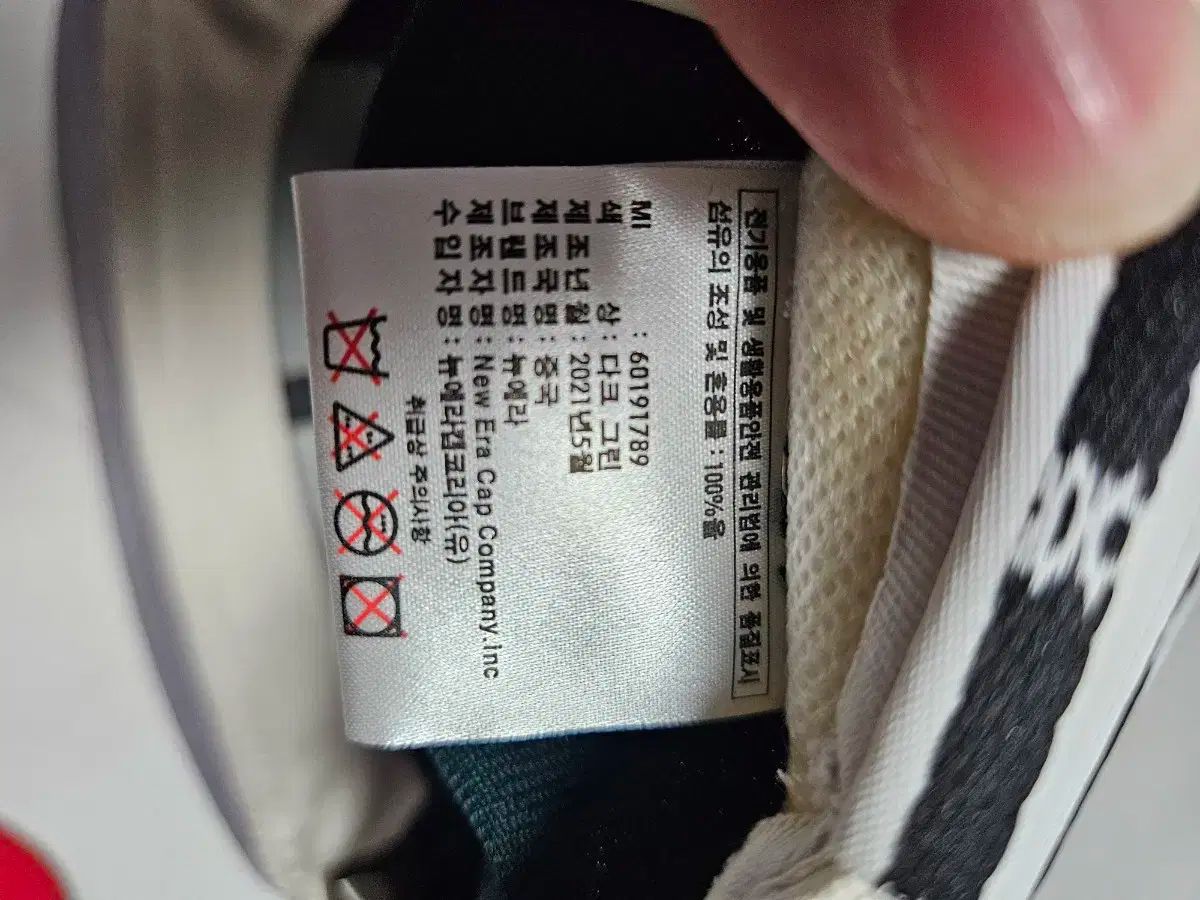 전기용품 및 생활용품안전 관리법에 의한 품질표시
섬유의 조성 및 혼용률 : 100% 울
MI : 60191789
색 상 : 다크 그린
제 조 년 월 : 2021년5월
제 조 국 명 : 중국
브 랜 드 명 : 뉴에라
제 조 자 명 : New Era Cap Company.inc
수 입 자 명 : 뉴에라캡코리아(유)
취급상 주의사항